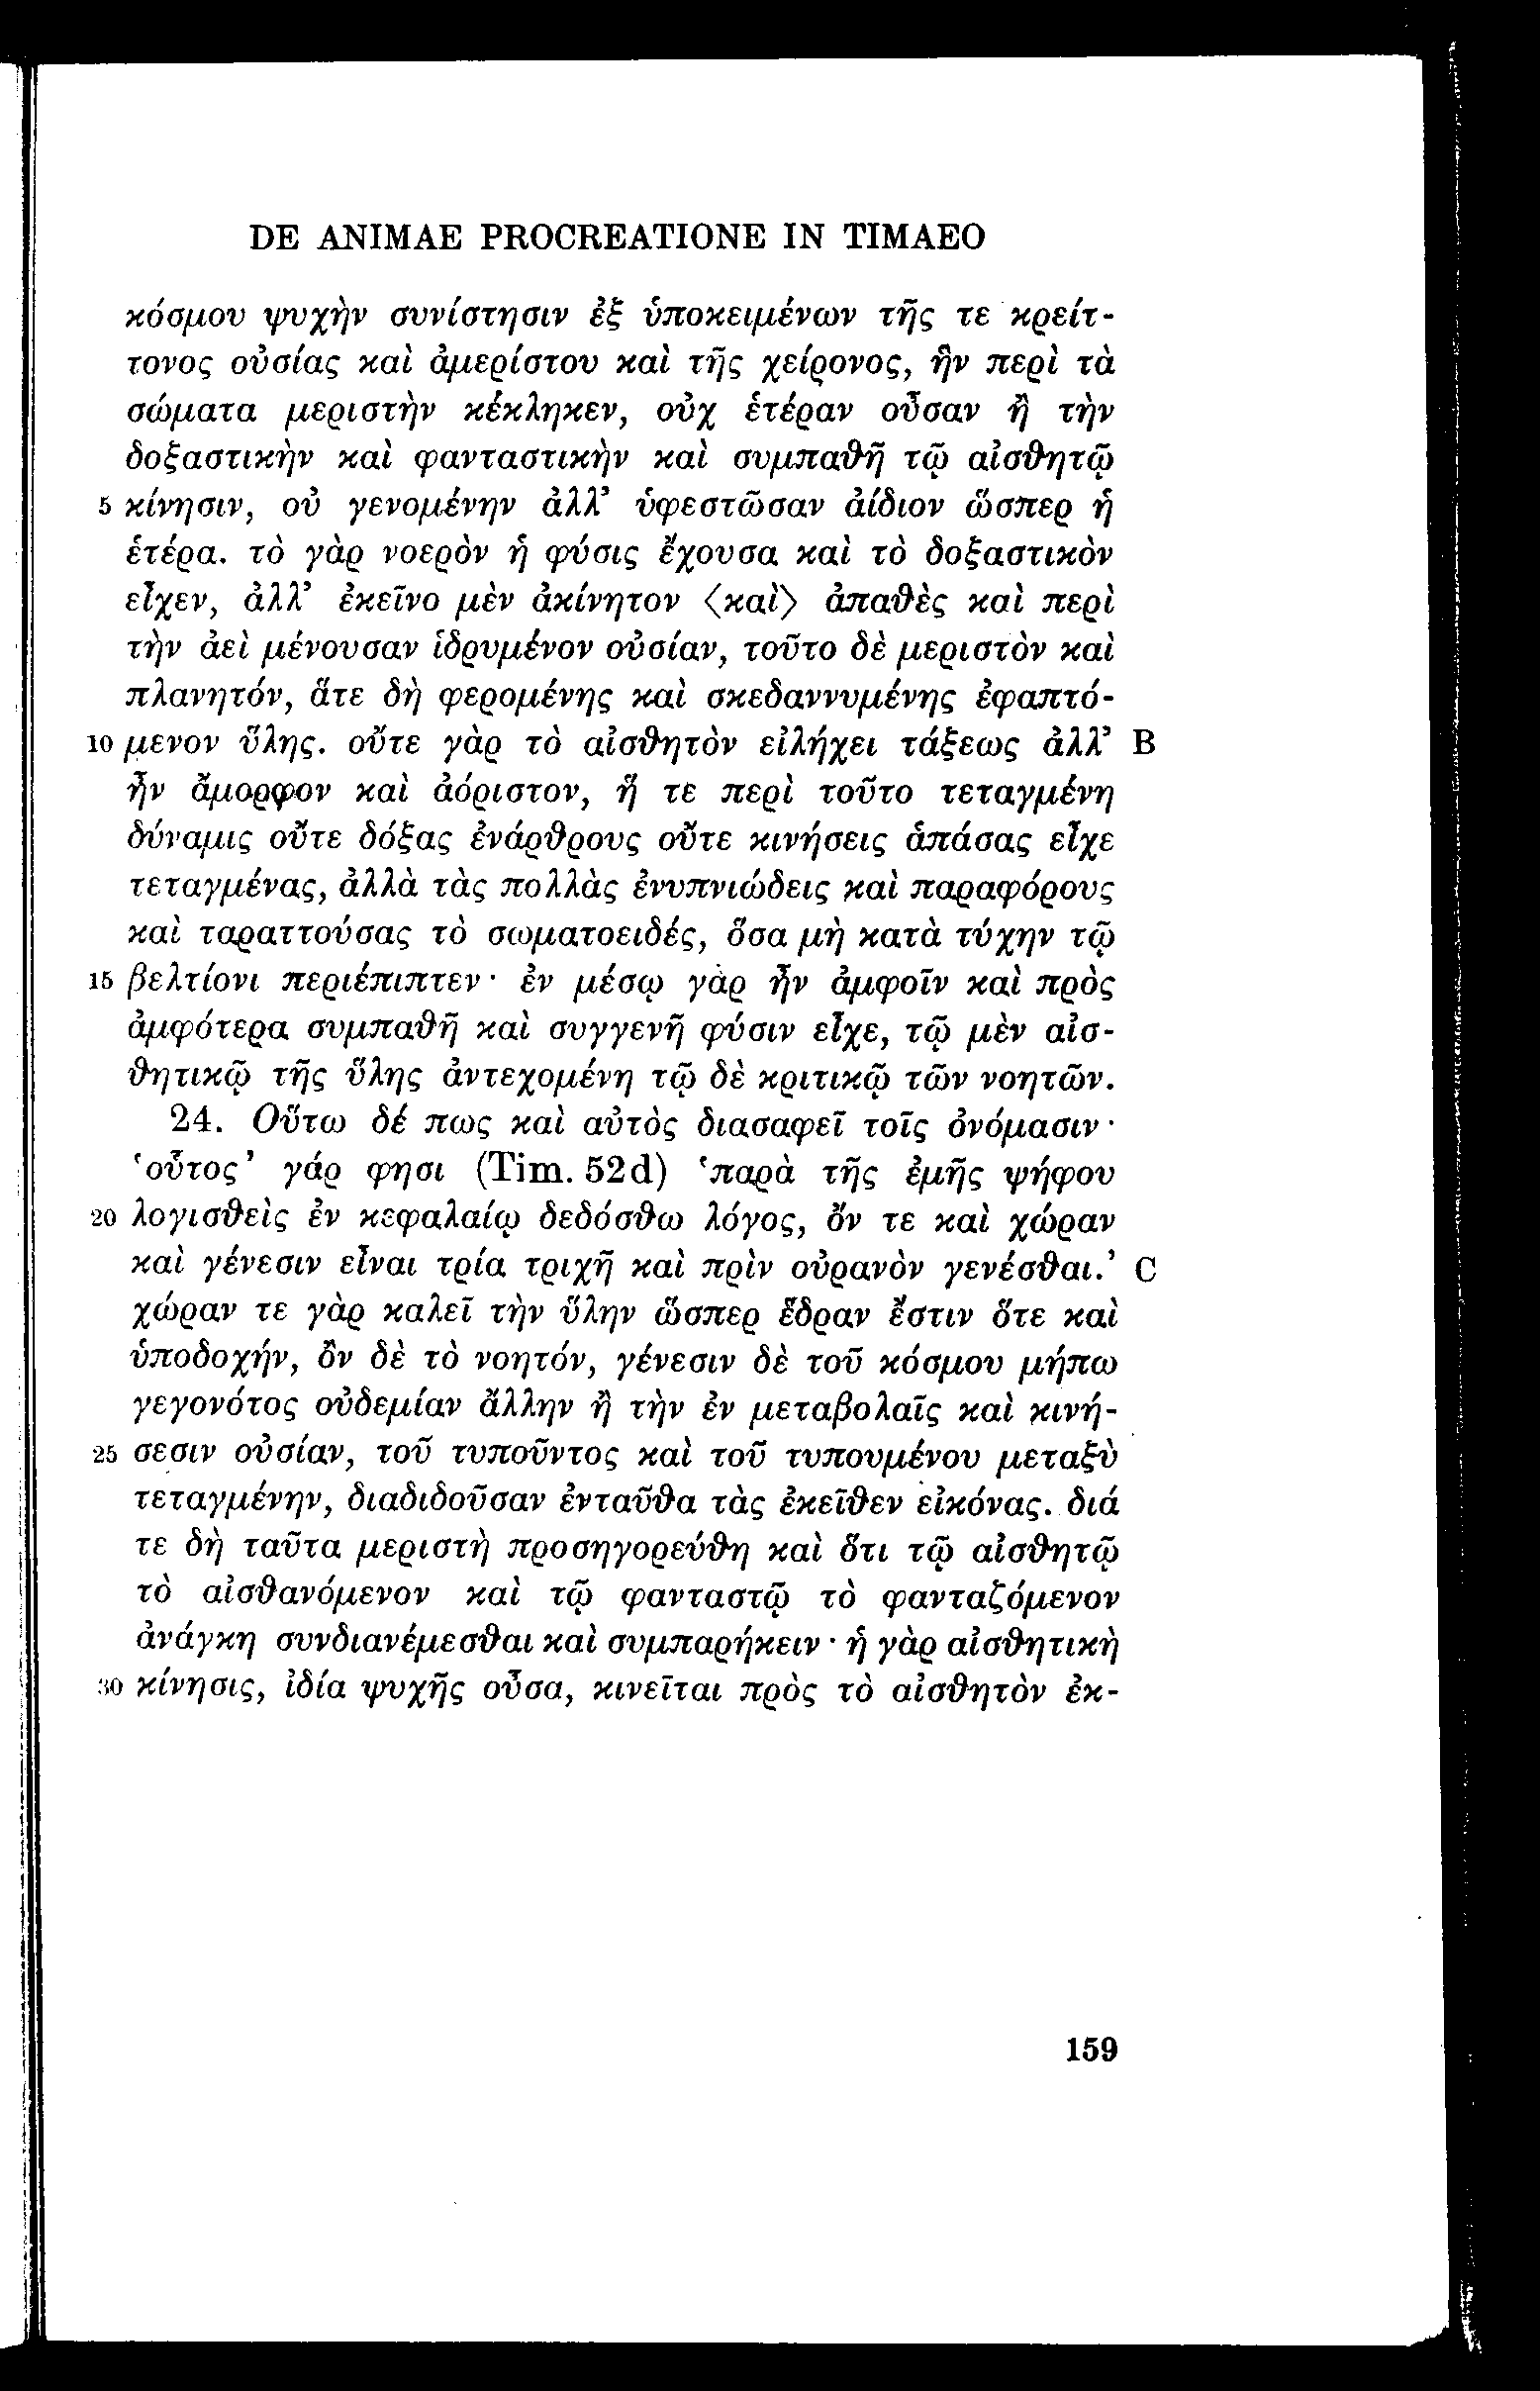 DE ANIMAE PROCREATIONE IN TIMAEO
κόσμου ψυχὴν συνίστησιν ἐξ ὑποκειμένων τῆς τε κρείτ-
τονος οὐσίας καὶ ἀμερίστου καὶ τῆς χείρονος, ἣν περὶ τὰ
σώματα μεριστὴν κέκληκεν, οὐχ ἑτέραν οὖσαν ἢ τὴν
δοξαστικὴν καὶ φανταστικὴν καὶ συμπαθῆ τῷ αἰσθητῷ
5 κίνησιν, οὐ γενομένην ἀλλ’ ὑφεστῶσαν ἀίδιον ὥσπερ ἡ
ἑτέρα. τὸ γὰρ νοερὸν ἡ φύσις ἔχουσα καὶ τὸ δοξαστικὸν
εἶχεν, ἀλλ’ ἐκεῖνο μὲν ἀκίνητον ⟨καὶ⟩ ἀπαθὲς καὶ περὶ
τὴν ἀεὶ μένουσαν ἱδρυμένον οὐσίαν, τοῦτο δὲ μεριστὸν καὶ
πλανητόν, ἅτε δὴ φερομένης καὶ σκεδαννυμένης ἐφαπτό-
10 μενον ὕλης. οὔτε γὰρ τὸ αἰσθητὸν εἰλήχει τάξεως ἀλλ’ B
ἦν ἄμορφον καὶ ἀόριστον, ἥ τε περὶ τοῦτο τεταγμένη
δύναμις οὔτε δόξας ἐνάρθρους οὔτε κινήσεις ἁπάσας εἶχε
τεταγμένας, ἀλλὰ τὰς πολλὰς ἐνυπνιώδεις καὶ παραφόρους
καὶ ταραττούσας τὸ σωματοειδές, ὅσα μὴ κατὰ τύχην τῷ
15 βελτίονι περιέπιπτεν· ἐν μέσῳ γὰρ ἦν ἀμφοῖν καὶ πρὸς
ἀμφότερα συμπαθῆ καὶ συγγενῆ φύσιν εἶχε, τῷ μὲν αἰσ-
θητικῷ τῆς ὕλης ἀντεχομένη τῷ δὲ κριτικῷ τῶν νοητῶν.
24. Οὕτω δέ πως καὶ αὐτὸς διασαφεῖ τοῖς ὀνόμασιν·
‘οὗτος’ γάρ φησι (Tim. 52d) ‘παρὰ τῆς ἐμῆς ψήφου
20 λογισθεὶς ἐν κεφαλαίῳ δεδόσθω λόγος, ὄν τε καὶ χώραν
καὶ γένεσιν εἶναι τρία τριχῆ καὶ πρὶν οὐρανὸν γενέσθαι.’ C
χώραν τε γὰρ καλεῖ τὴν ὕλην ὥσπερ ἕδραν ἔστιν ὅτε καὶ
ὑποδοχήν, ὂν δὲ τὸ νοητόν, γένεσιν δὲ τοῦ κόσμου μήπω
γεγονότος οὐδεμίαν ἄλλην ἢ τὴν ἐν μεταβολαῖς καὶ κινή-
25 σεσιν οὐσίαν, τοῦ τυποῦντος καὶ τοῦ τυπουμένου μεταξὺ
τεταγμένην, διαδιδοῦσαν ἐνταῦθα τὰς ἐκεῖθεν εἰκόνας. διά
τε δὴ ταῦτα μεριστὴ προσηγορεύθη καὶ ὅτι τῷ αἰσθητῷ
τὸ αἰσθανόμενον καὶ τῷ φανταστῷ τὸ φανταζόμενον
ἀνάγκη συνδιανέμεσθαι καὶ συμπαρήκειν· ἡ γὰρ αἰσθητικὴ
30 κίνησις, ἰδία ψυχῆς οὖσα, κινεῖται πρὸς τὸ αἰσθητὸν ἐκ-
159